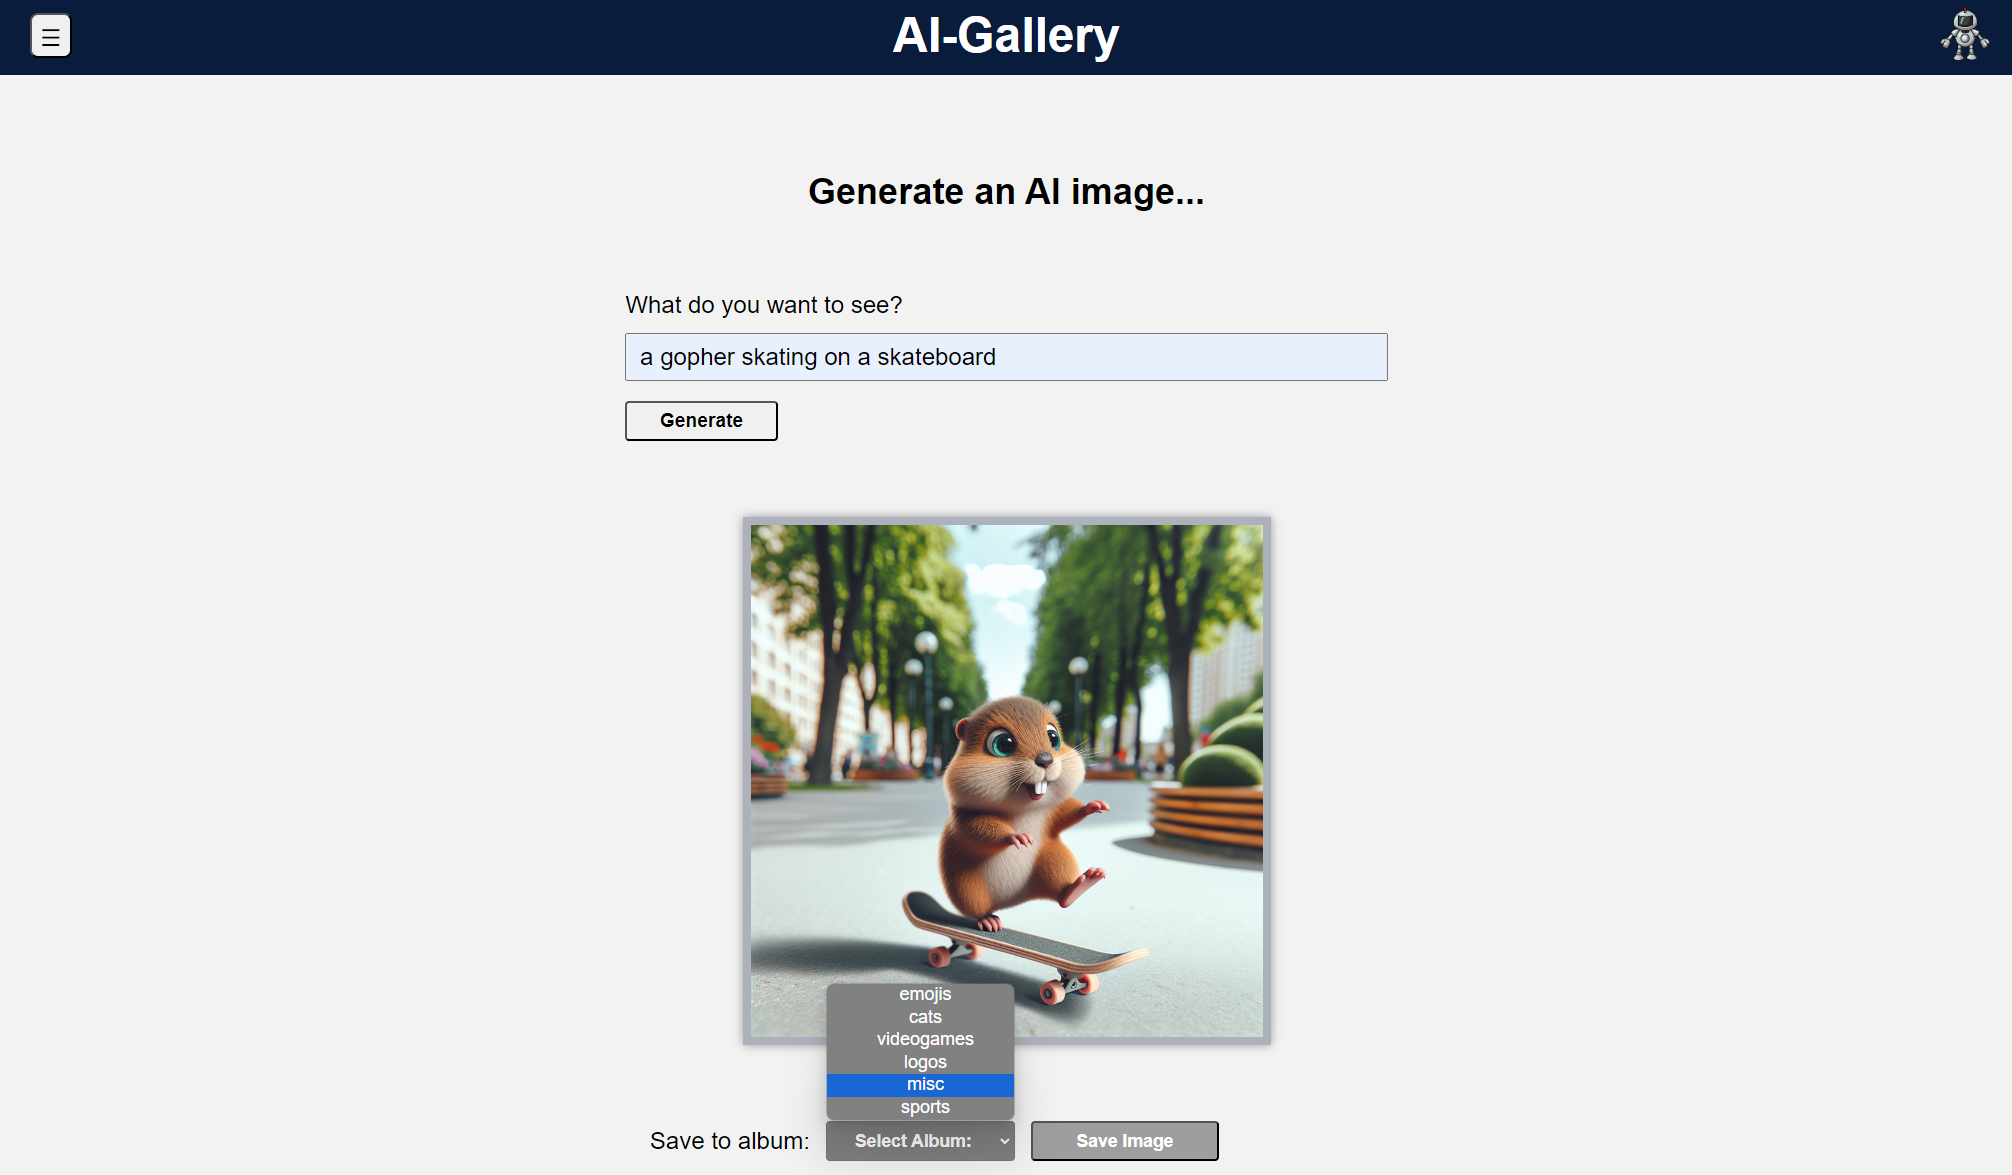 ☰
AI-Gallery
Generate an AI image...
What do you want to see?
a gopher skating on a skateboard
Generate
emojis
cats
videogames
logos
misc
sports
Save to album: Select Album: Save Image